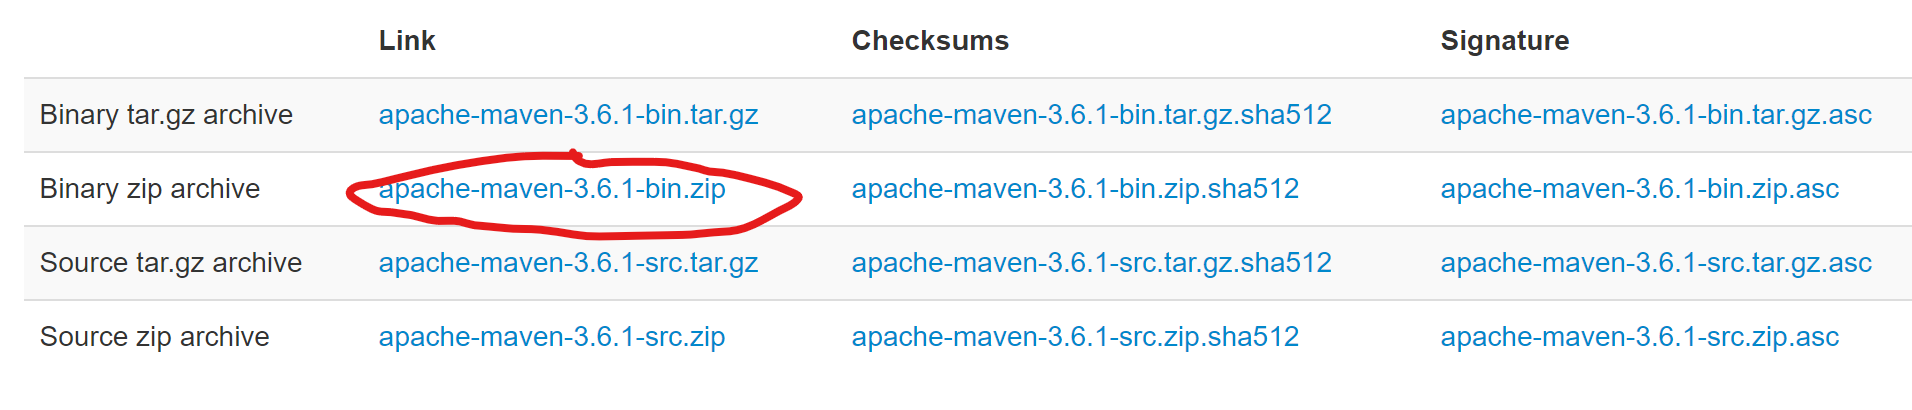 Link Checksums Signature
Binary tar.gz archive apache-maven-3.6.1-bin.tar.gz apache-maven-3.6.1-bin.tar.gz.sha512 apache-maven-3.6.1-bin.tar.gz.asc
Binary zip archive apache-maven-3.6.1-bin.zip apache-maven-3.6.1-bin.zip.sha512 apache-maven-3.6.1-bin.zip.asc
Source tar.gz archive apache-maven-3.6.1-src.tar.gz apache-maven-3.6.1-src.tar.gz.sha512 apache-maven-3.6.1-src.tar.gz.asc
Source zip archive apache-maven-3.6.1-src.zip apache-maven-3.6.1-src.zip.sha512 apache-maven-3.6.1-src.zip.asc